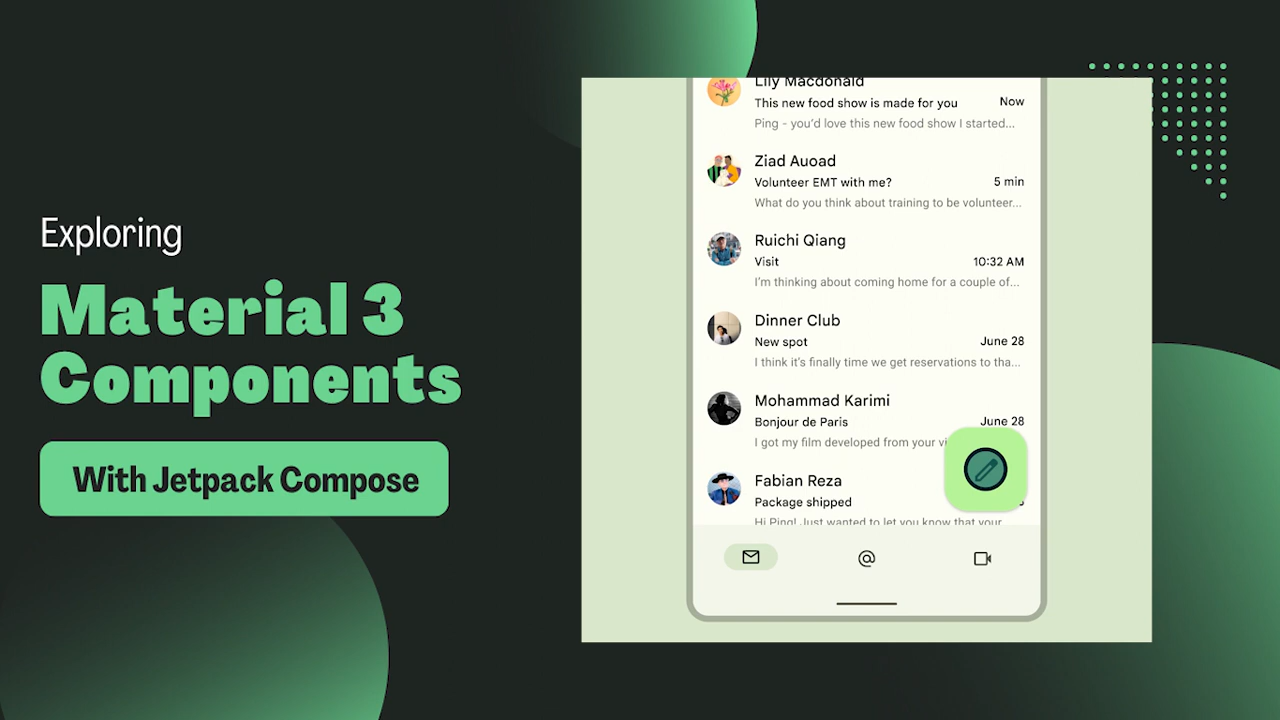 Exploring
Material 3
Components
With Jetpack Compose
Lily Macdonald
This new food show is made for you
Now
Ping - you'd love this new food show I started...
Ziad Auoad
Volunteer EMT with me?
5 min
What do you think about training to be volunteer...
Ruichi Qiang
Visit
10:32 AM
I'm thinking about coming home for a couple of...
Dinner Club
New spot
June 28
I think it's finally time we get reservations to tha...
Mohammad Karimi
Bonjour de Paris
June 28
I got my film developed from your
Fabian Reza
Package shipped
Hi Ping! Just wanted to let you know that your